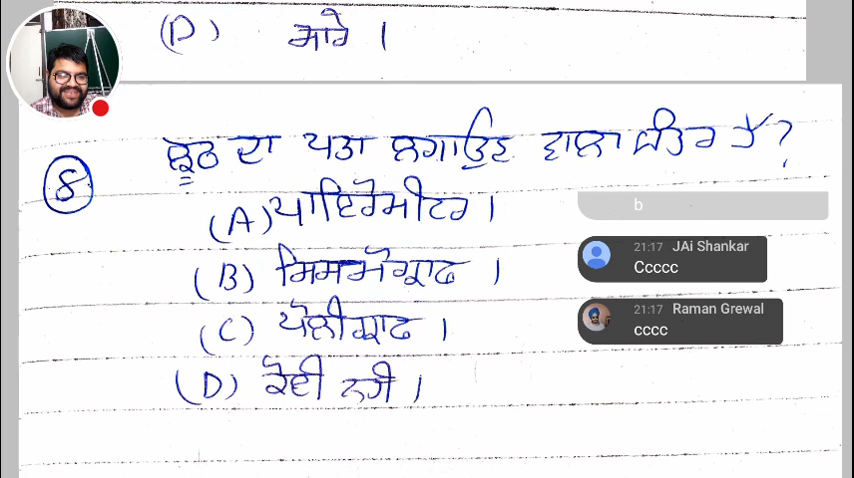 (D) ਸਾਰੇ ।
⑧ ਝੂਠ ਦਾ ਪਤਾ ਲਗਾਉਣ ਵਾਲਾ ਜੰਤਰ ਹੈ?
(A) ਪਾਇਰੋਮੀਟਰ ।
b
(B) ਸਿਸਮੋਗ੍ਰਾਫ ।
21:17 JAi Shankar
Ccccc
(C) ਪੋਲੀਗ੍ਰਾਫ ।
21:17 Raman Grewal
cccc
(D) ਕੋਈ ਨਹੀ ।